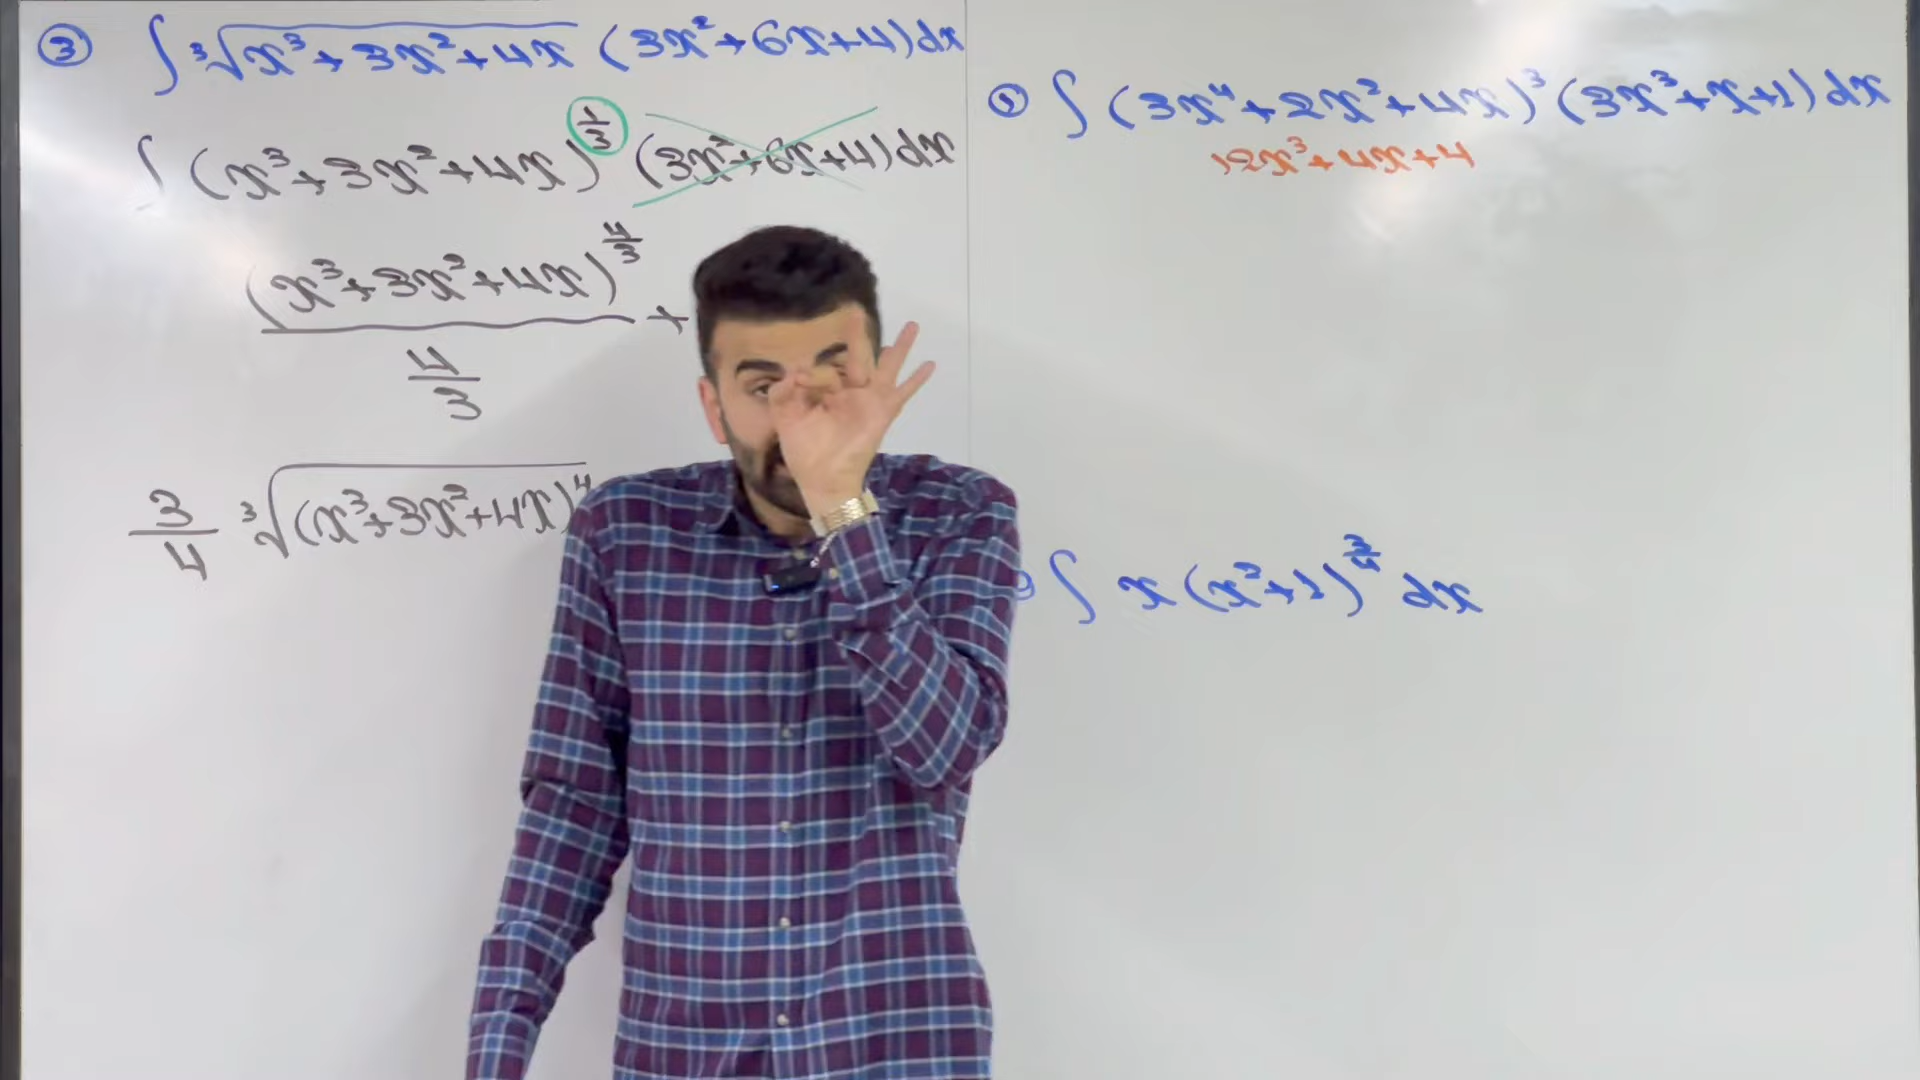 ③ ∫ ∛(x³+3x²+4x) (3x²+6x+4)dx
∫ (x³+3x²+4x)^(1/3) (3x²+6x+4)dx
(x³+3x²+4x)^(4/3) / (4/3) +
3/4 ∛((x³+3x²+4x)⁴)
① ∫ (3x⁴+2x²+4x)³ (3x³+x+1)dx
12x³+4x+4
∫ x(x²+1)^(3/4) dx